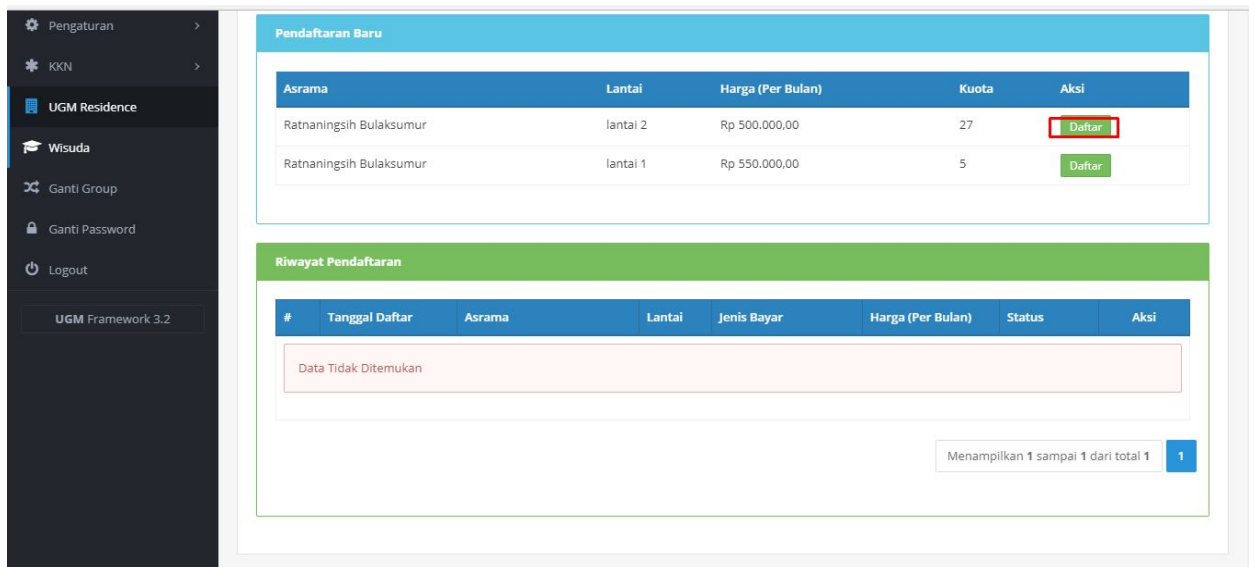 Pengaturan
KKN
UGM Residence
Wisuda
Ganti Group
Ganti Password
Logout
UGM Framework 3.2
Pendaftaran Baru
Asrama Lantai Harga (Per Bulan) Kuota Aksi
Ratnaningsih Bulaksumur lantai 2 Rp 500.000,00 27 Daftar
Ratnaningsih Bulaksumur lantai 1 Rp 550.000,00 5 Daftar
Riwayat Pendaftaran
# Tanggal Daftar Asrama Lantai Jenis Bayar Harga (Per Bulan) Status Aksi
Data Tidak Ditemukan
Menampilkan 1 sampai 1 dari total 1 1